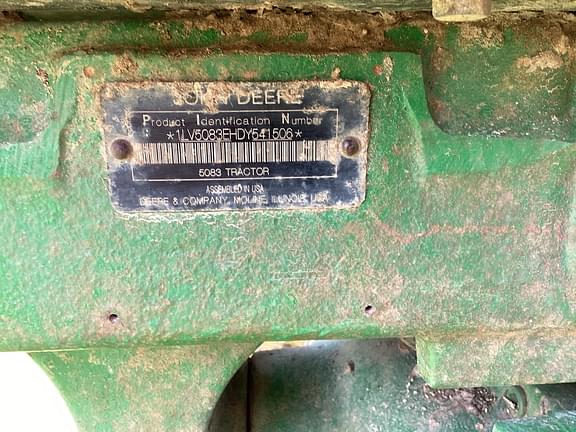 JOHN DEERE
Product Identification Number
*1LV5083EHDY541506*
5083 TRACTOR
ASSEMBLED IN USA
DEERE & COMPANY, MOLINE, ILLINOIS, USA